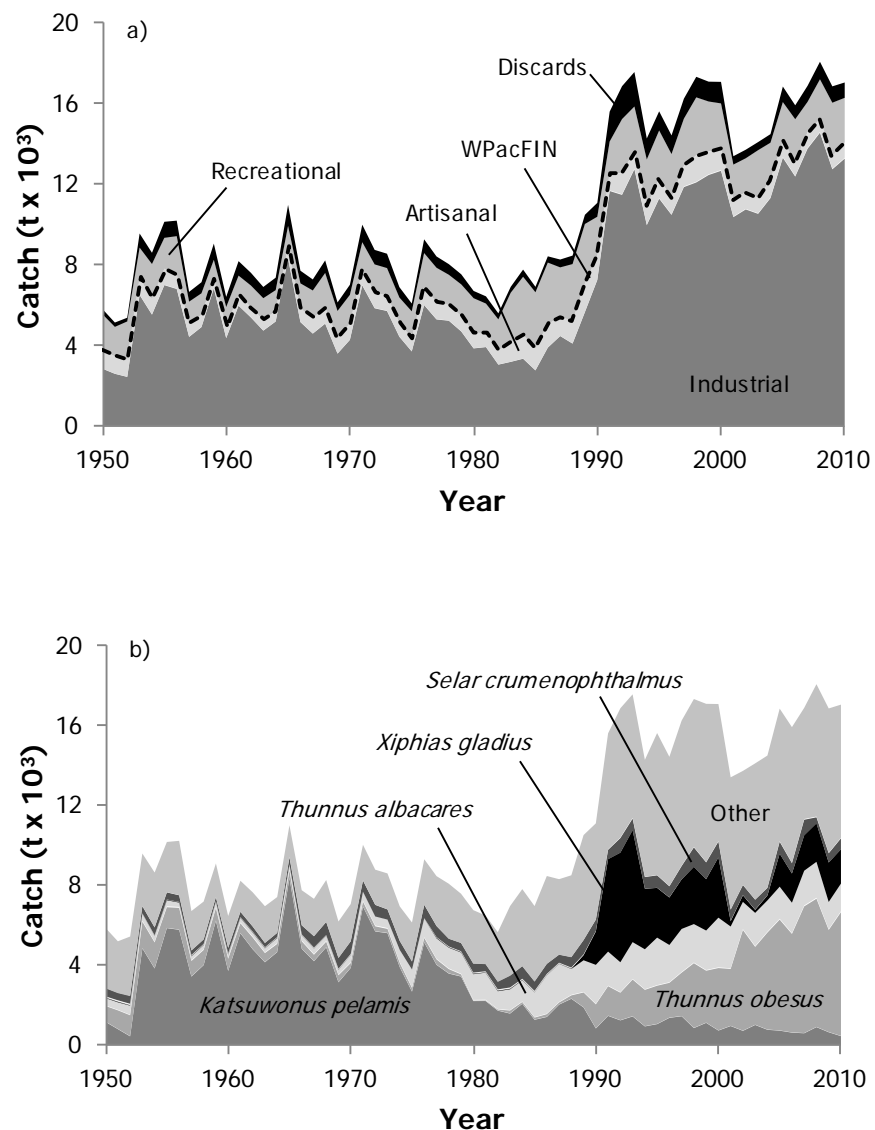 20
a)
Discards
16
WPacFIN
Recreational
12
Artisanal
Catch (t x 10³)
8
4
Industrial
0
1950 1960 1970 1980 1990 2000 2010
Year
20
b)
Selar crumenophthalmus
16
Xiphias gladius
12
Thunnus albacares
Other
Catch (t x 10³)
8
4
Katsuwonus pelamis
Thunnus obesus
0
1950 1960 1970 1980 1990 2000 2010
Year